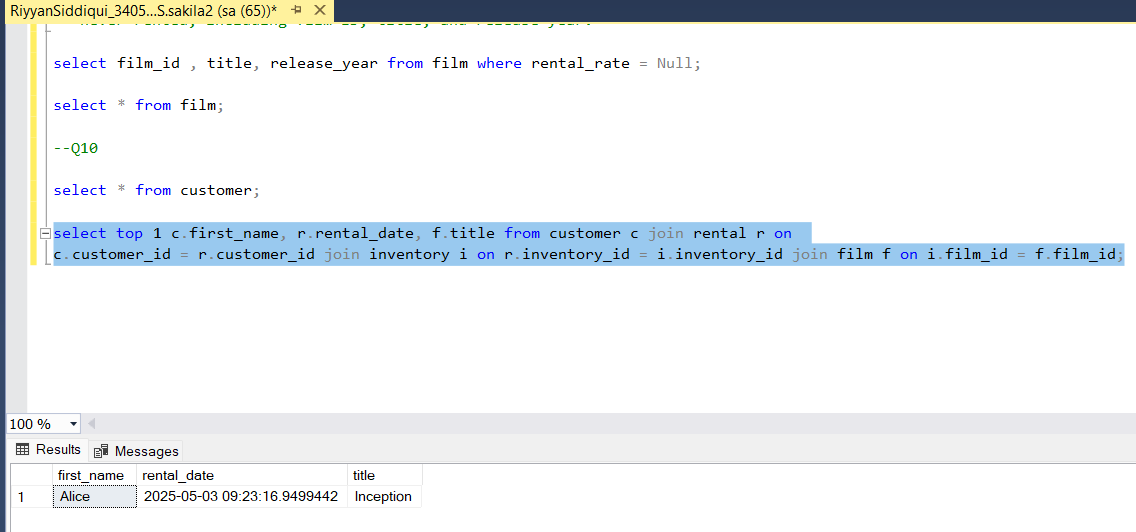 RiyyanSiddiqui_3405...S.sakila2 (sa (65))*
select film_id , title, release_year from film where rental_rate = Null;
select * from film;
--Q10
select * from customer;
select top 1 c.first_name, r.rental_date, f.title from customer c join rental r on
c.customer_id = r.customer_id join inventory i on r.inventory_id = i.inventory_id join film f on i.film_id = f.film_id;
100 %
Results Messages
first_name rental_date title
1 Alice 2025-05-03 09:23:16.9499442 Inception